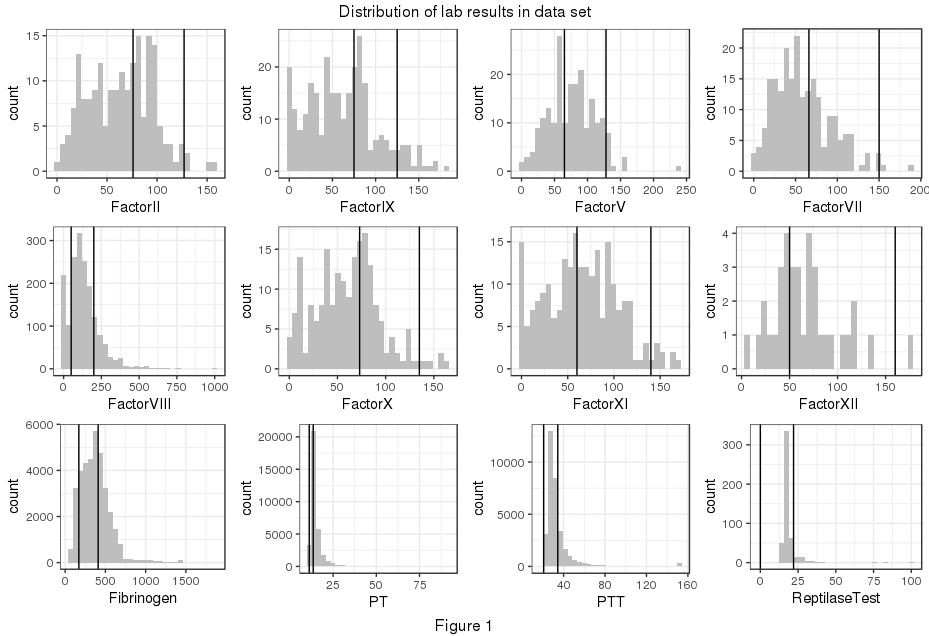 Distribution of lab results in data set
15
10
5
0
count
0 50 100 150
FactorII
20
10
0
count
0 50 100 150
FactorIX
20
10
0
count
0 50 100 150 200 250
FactorV
20
15
10
5
0
count
0 50 100 150 200
FactorVII
300
200
100
0
count
0 250 500 750 1000
FactorVIII
15
10
5
0
count
0 50 100 150
FactorX
15
10
5
0
count
0 50 100 150
FactorXI
4
3
2
1
0
count
0 50 100 150
FactorXII
6000
4000
2000
0
count
0 500 1000 1500
Fibrinogen
20000
15000
10000
5000
0
count
25 50 75
PT
10000
5000
0
count
40 80 120 160
PTT
300
200
100
0
count
0 25 50 75 100
ReptilaseTest
Figure 1